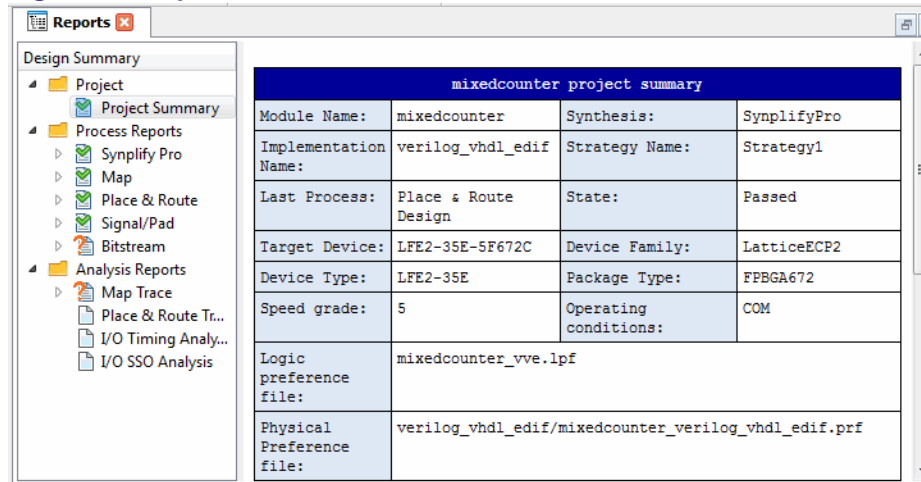 Reports
Design Summary
Project
Project Summary
Process Reports
Synplify Pro
Map
Place & Route
Signal/Pad
Bitstream
Analysis Reports
Map Trace
Place & Route Tr...
I/O Timing Analy...
I/O SSO Analysis
mixedcounter project summary
Module Name: mixedcounter Synthesis: SynplifyPro
Implementation Name: verilog_vhdl_edif Strategy Name: Strategy1
Last Process: Place & Route Design State: Passed
Target Device: LFE2-35E-5F672C Device Family: LatticeECP2
Device Type: LFE2-35E Package Type: FPBGA672
Speed grade: 5 Operating conditions: COM
Logic preference file: mixedcounter_vve.lpf
Physical Preference file: verilog_vhdl_edif/mixedcounter_verilog_vhdl_edif.prf